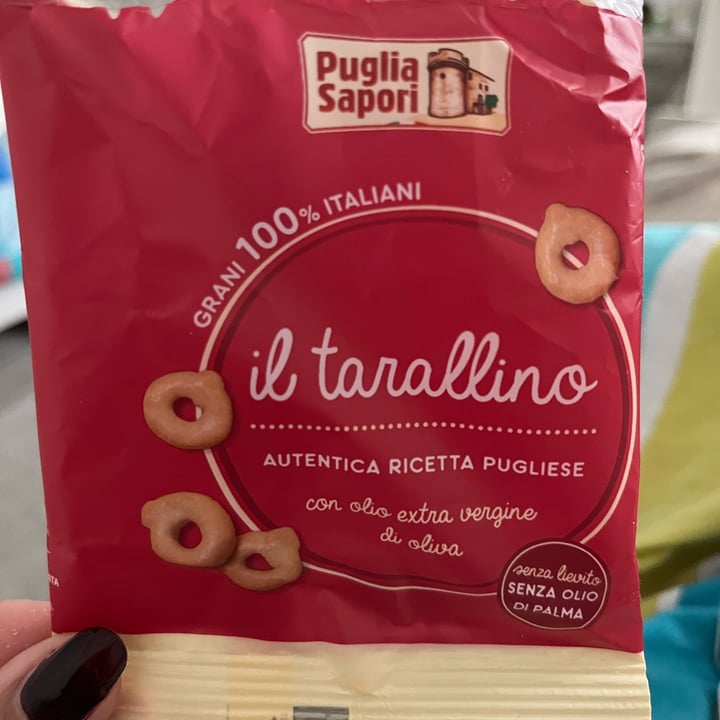 Puglia
Sapori
GRANI 100% ITALIANI
il tarallino
AUTENTICA RICETTA PUGLIESE
con olio extra vergine
di oliva
senza lievito
SENZA OLIO
DI PALMA